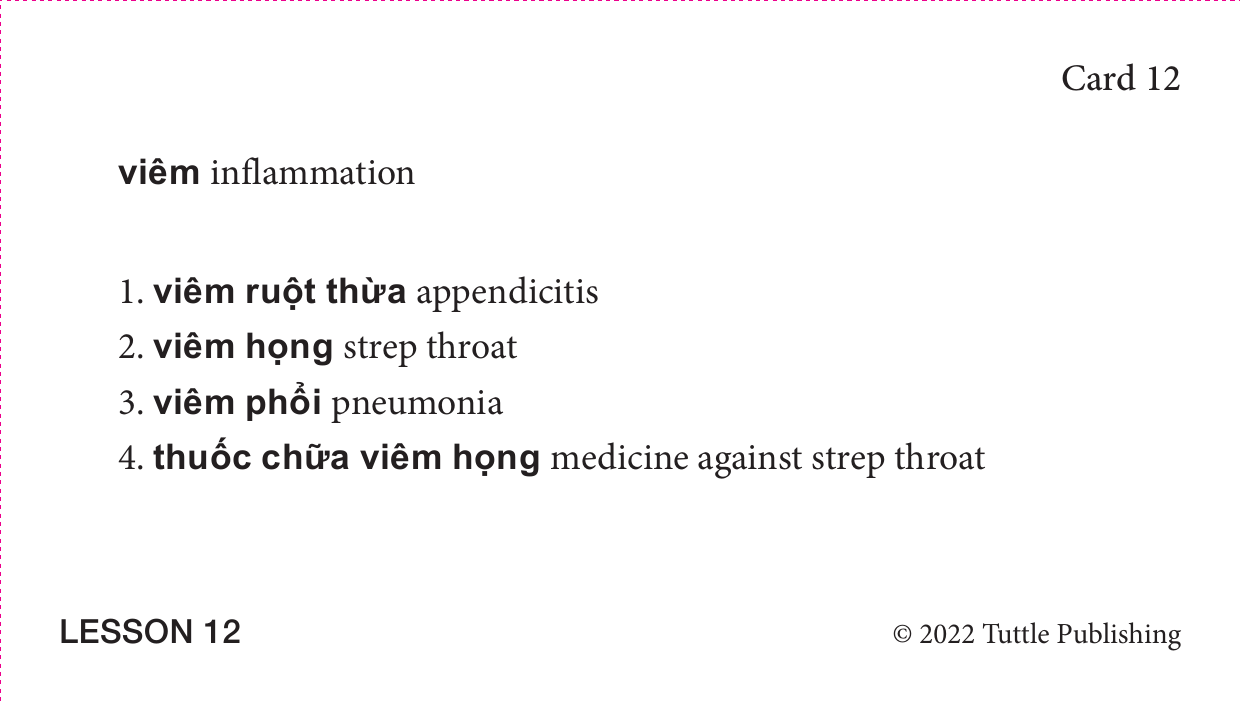 Card 12
viêm inflammation
1. viêm ruột thừa appendicitis
2. viêm họng strep throat
3. viêm phổi pneumonia
4. thuốc chữa viêm họng medicine against strep throat
LESSON 12
© 2022 Tuttle Publishing